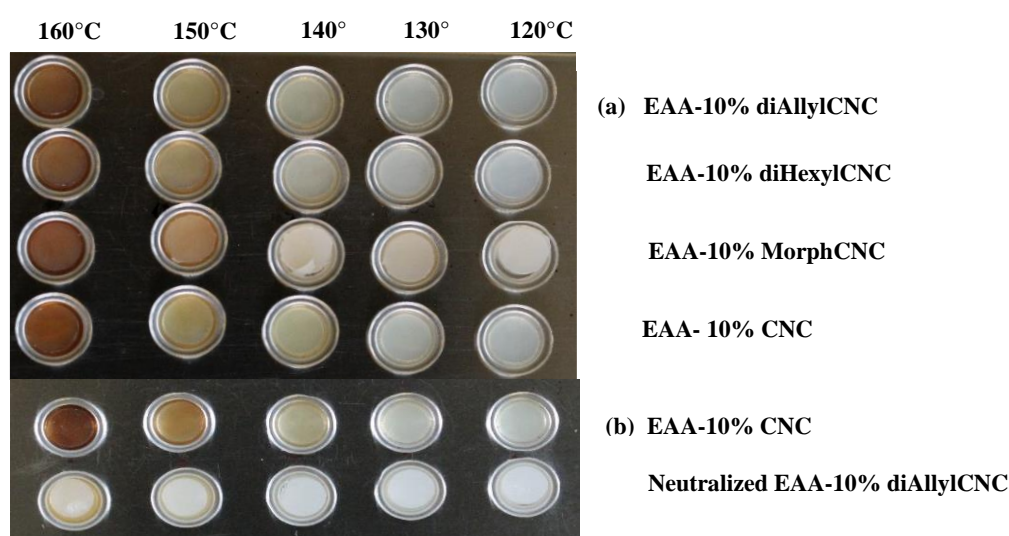 160°C 150°C 140° 130° 120°C
(a) EAA-10% diAllylCNC
EAA-10% diHexylCNC
EAA-10% MorphCNC
EAA- 10% CNC
(b) EAA-10% CNC
Neutralized EAA-10% diAllylCNC